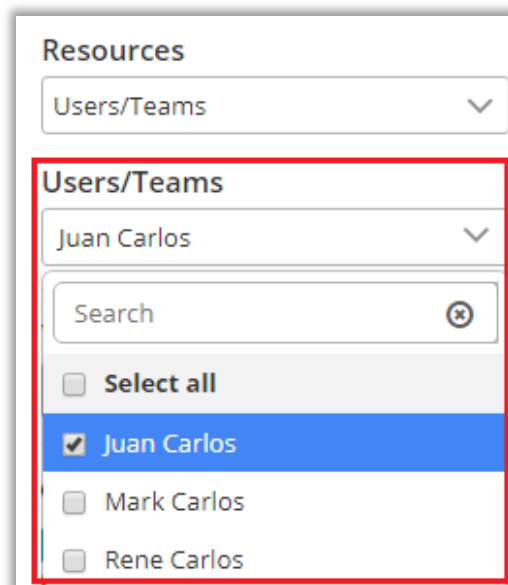 Resources
Users/Teams
Users/Teams
Juan Carlos
Search
Select all
Juan Carlos
Mark Carlos
Rene Carlos